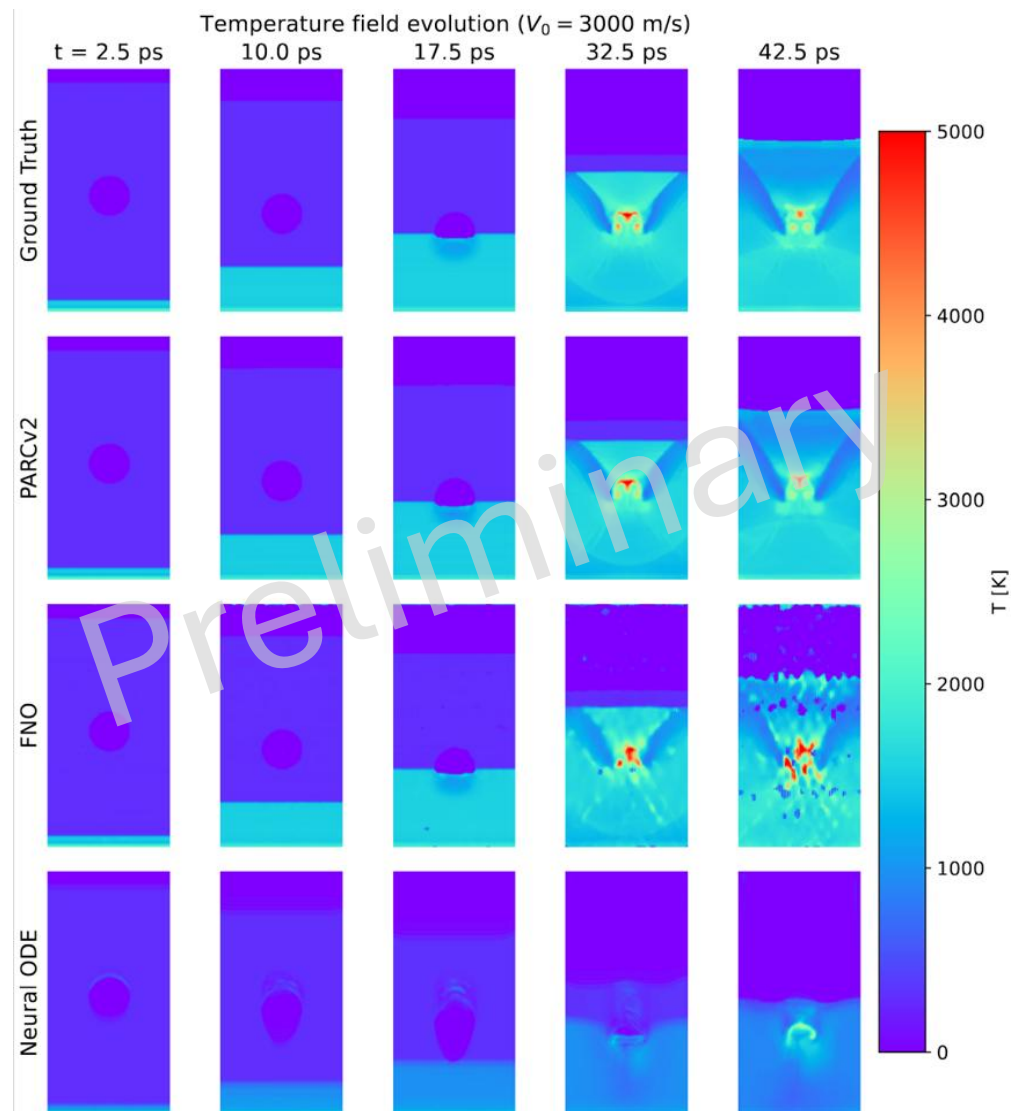 Temperature field evolution (V₀ = 3000 m/s)
t = 2.5 ps 10.0 ps 17.5 ps 32.5 ps 42.5 ps
Ground Truth
PARCv2
FNO
Neural ODE
5000
4000
3000
2000
1000
0
T [K]
Preliminary